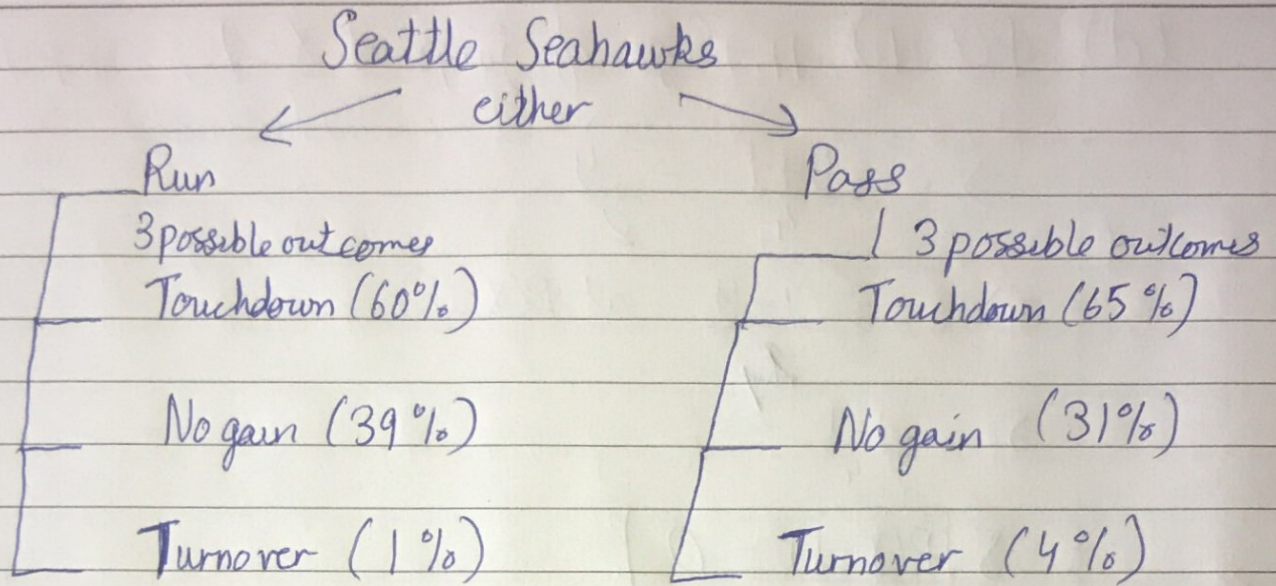 Seattle Seahawks
either
Run
3 possible outcomes
Touchdown (60%)
No gain (39%)
Turnover (1%)
Pass
3 possible outcomes
Touchdown (65%)
No gain (31%)
Turnover (4%)